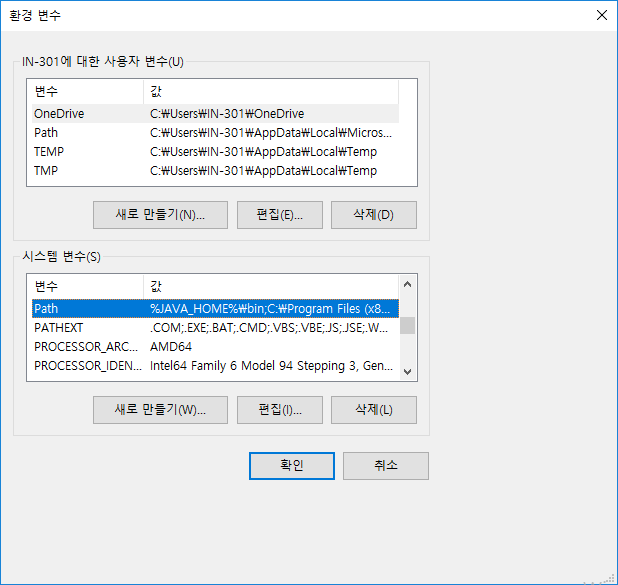 환경 변수
IN-301에 대한 사용자 변수(U)
변수 값
OneDrive C:₩Users₩IN-301₩OneDrive
Path C:₩Users₩IN-301₩AppData₩Local₩Micros...
TEMP C:₩Users₩IN-301₩AppData₩Local₩Temp
TMP C:₩Users₩IN-301₩AppData₩Local₩Temp
새로 만들기(N)... 편집(E)... 삭제(D)
시스템 변수(S)
변수 값
Path %JAVA_HOME%₩bin;C:₩Program Files (x8...
PATHEXT .COM;.EXE;.BAT;.CMD;.VBS;.VBE;.JS;.JSE;.W...
PROCESSOR_ARC... AMD64
PROCESSOR_IDEN... Intel64 Family 6 Model 94 Stepping 3, Gen...
새로 만들기(W)... 편집(I)... 삭제(L)
확인 취소